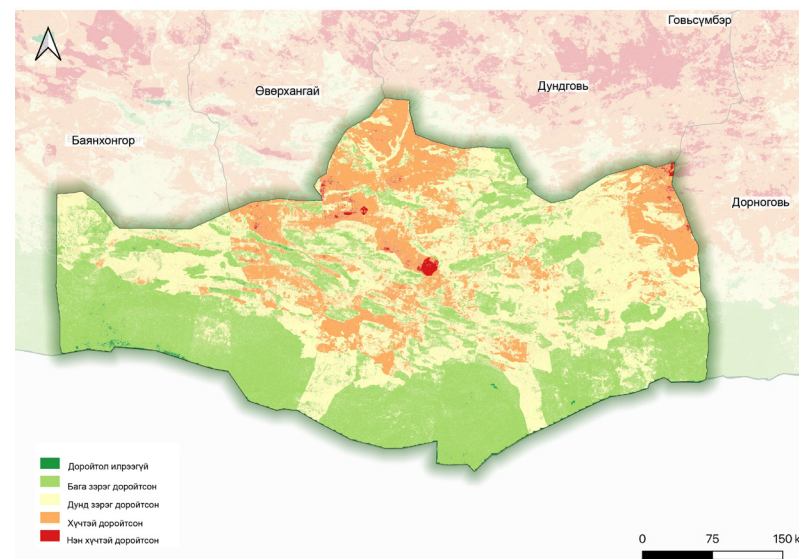 Говьсүмбэр
Өвөрхангай
Дундговь
Баянхонгор
Дорноговь
Доройтол илрээгүй
Бага зэрэг доройтсон
Дунд зэрэг доройтсон
Хүчтэй доройтсон
Нэн хүчтэй доройтсон
0 75 150 k